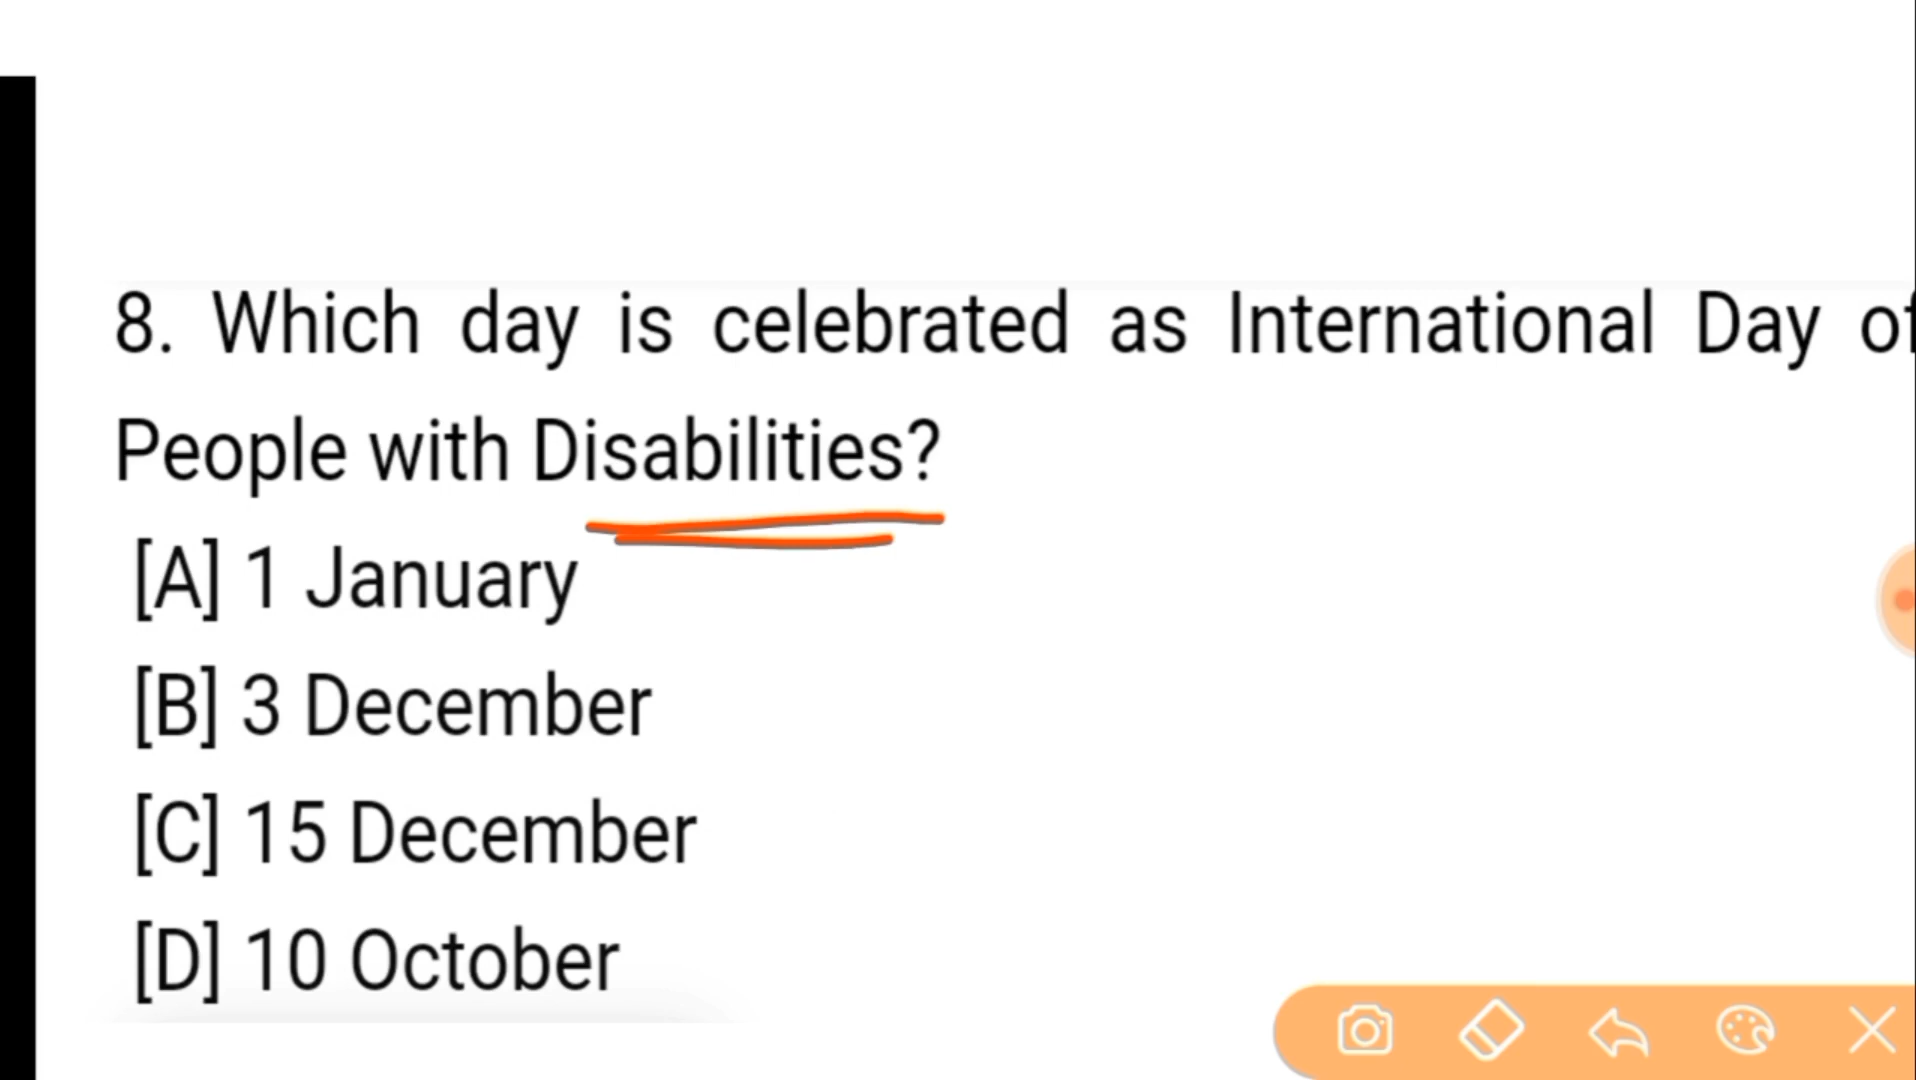 8. Which day is celebrated as International Day of
People with Disabilities?
[A] 1 January
[B] 3 December
[C] 15 December
[D] 10 October